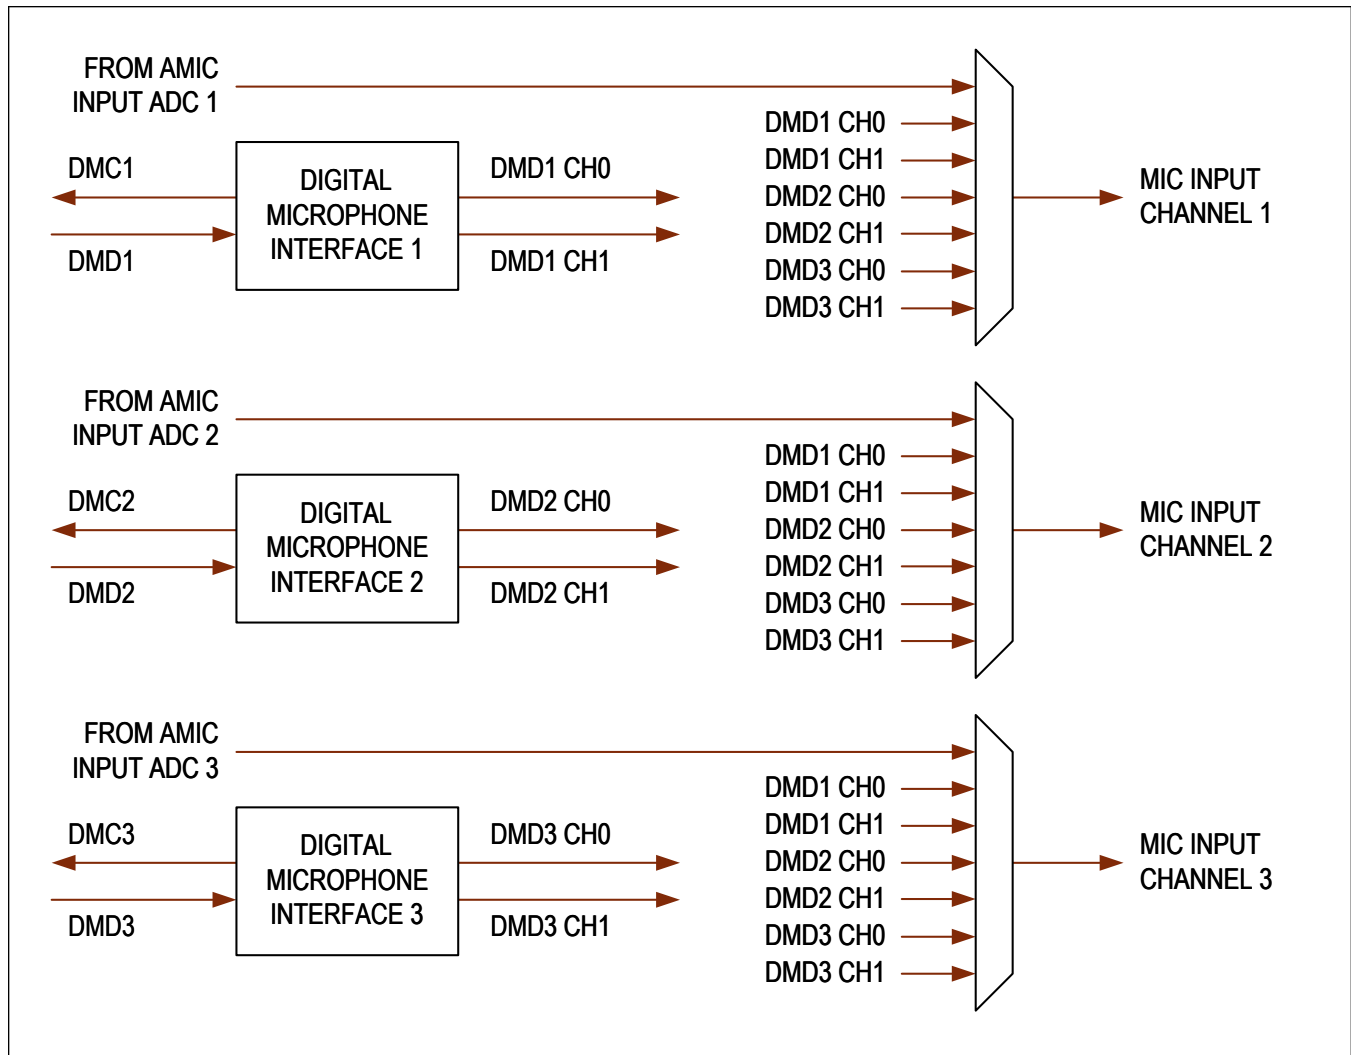 FROM AMIC
INPUT ADC 1
DMC1
DMD1
DIGITAL
MICROPHONE
INTERFACE 1
DMD1 CH0
DMD1 CH1
DMD1 CH0
DMD1 CH1
DMD2 CH0
DMD2 CH1
DMD3 CH0
DMD3 CH1
MIC INPUT
CHANNEL 1
FROM AMIC
INPUT ADC 2
DMC2
DMD2
DIGITAL
MICROPHONE
INTERFACE 2
DMD2 CH0
DMD2 CH1
DMD1 CH0
DMD1 CH1
DMD2 CH0
DMD2 CH1
DMD3 CH0
DMD3 CH1
MIC INPUT
CHANNEL 2
FROM AMIC
INPUT ADC 3
DMC3
DMD3
DIGITAL
MICROPHONE
INTERFACE 3
DMD3 CH0
DMD3 CH1
DMD1 CH0
DMD1 CH1
DMD2 CH0
DMD2 CH1
DMD3 CH0
DMD3 CH1
MIC INPUT
CHANNEL 3